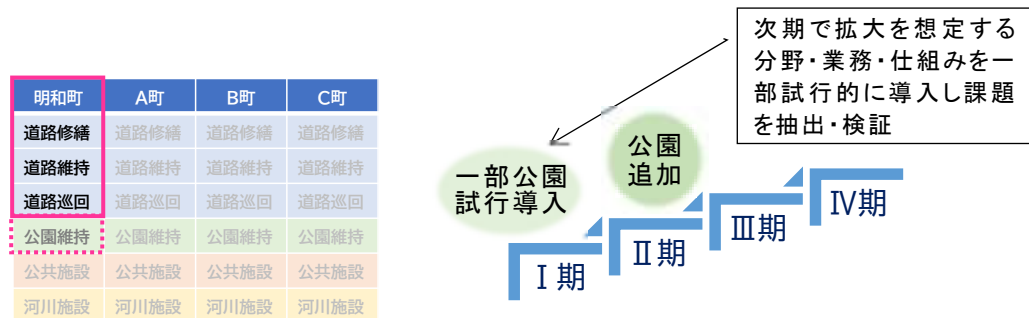 次期で拡大を想定する
分野・業務・仕組みを一
部試行的に導入し課題
を抽出・検証
明和町 A町 B町 C町
道路修繕 道路修繕 道路修繕 道路修繕
道路維持 道路維持 道路維持 道路維持
道路巡回 道路巡回 道路巡回 道路巡回
公園維持 公園維持 公園維持 公園維持
公共施設 公共施設 公共施設 公共施設
河川施設 河川施設 河川施設 河川施設
一部公園
試行導入
公園
追加
Ⅰ期
Ⅱ期
Ⅲ期
Ⅳ期